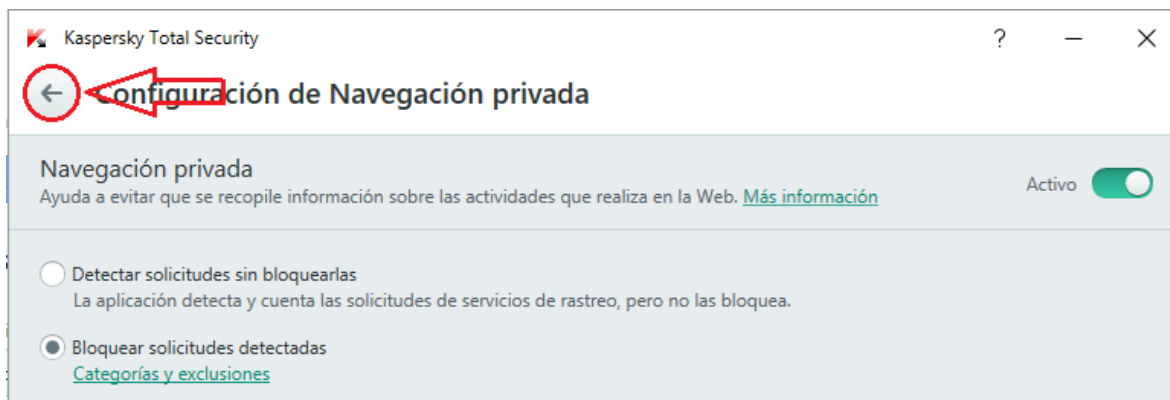 Kaspersky Total Security
Configuración de Navegación privada
Navegación privada
Ayuda a evitar que se recopile información sobre las actividades que realiza en la Web. Más información
Activo
Detectar solicitudes sin bloquearlas
La aplicación detecta y cuenta las solicitudes de servicios de rastreo, pero no las bloquea.
Bloquear solicitudes detectadas
Categorías y exclusiones